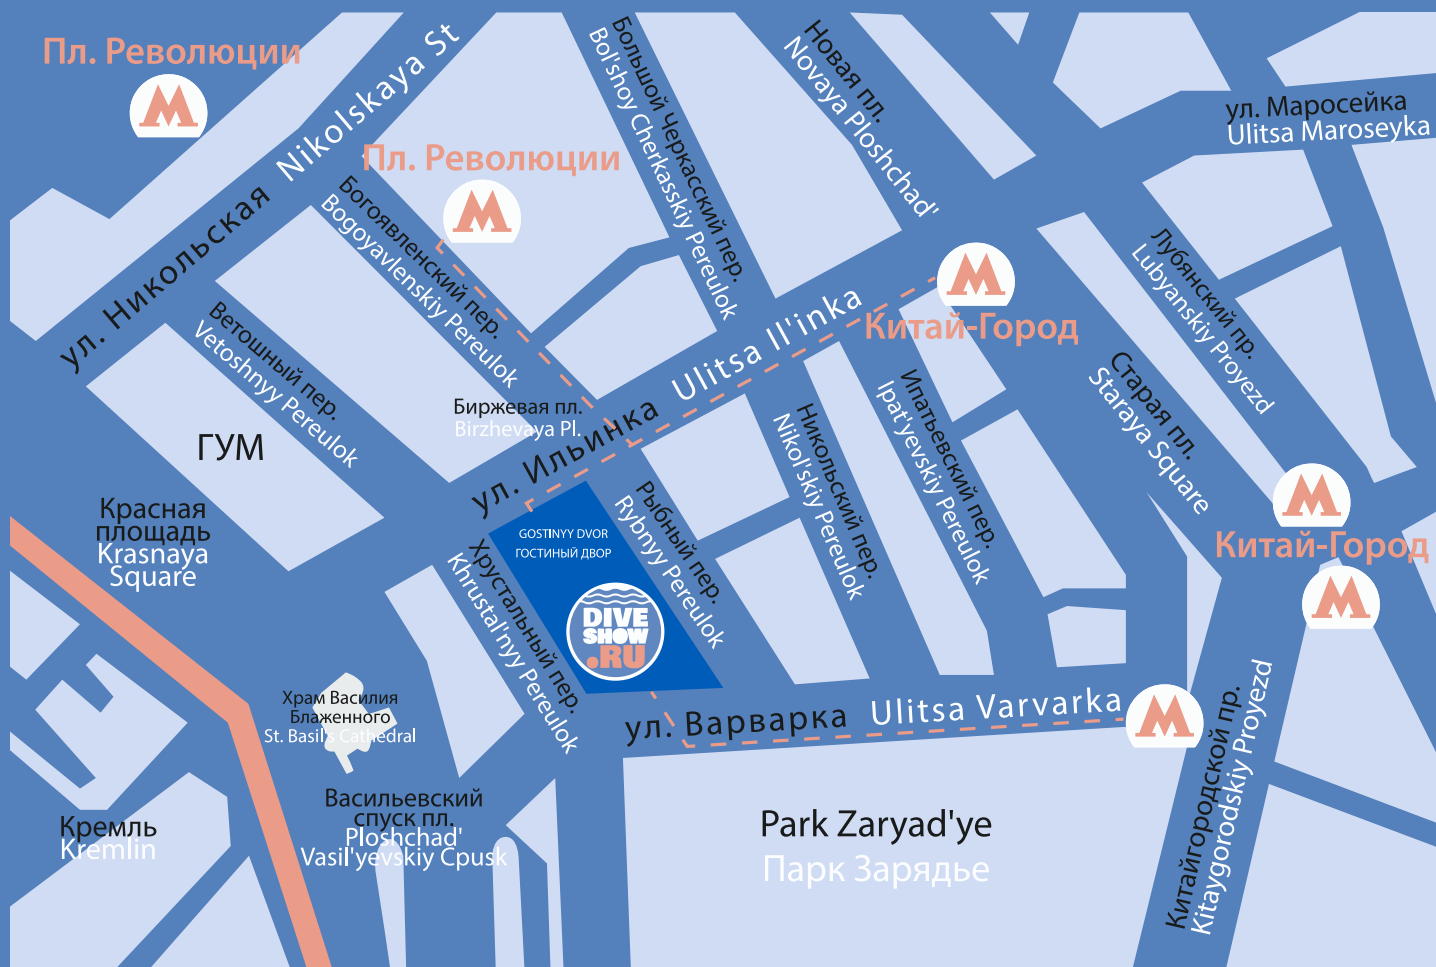 Пл. Революции
ул. Никольская
Nikolskaya St
Пл. Революции
Большой Черкасский пер.
Bol'shoy Cherkasskiy Pereulok
Новая пл.
Novaya Ploshchad'
ул. Маросейка
Ulitsa Maroseyka
Богоявленский пер.
Bogoyavlenskiy Pereulok
Ветошный пер.
Vetoshnyy Pereulok
Лубянский пр.
Lubyanskiy Proyezd
Китай-Город
Старая пл.
Staraya Square
Биржевая пл.
Birzhevaya Pl.
ул. Ильинка
Ulitsa Il'inka
ГУМ
Ипатьевский пер.
Ipat'yevskiy Pereulok
Никольский пер.
Nikol'skiy Pereulok
Рыбный пер.
Rybnyy Pereulok
Красная
площадь
Krasnaya
Square
GOSTINYY DVOR
ГОСТИНЫЙ ДВОР
DIVE
SHOW
.RU
Хрустальный пер.
Khrustal'nyy Pereulok
Китай-Город
Храм Василия
Блаженного
St. Basil's Cathedral
ул. Варварка
Ulitsa Varvarka
Китайгородской пр.
Kitaygorodskiy Proyezd
Васильевский
спуск пл.
Ploshchad'
Vasil'yevskiy Cpusk
Кремль
Kremlin
Park Zaryad'ye
Парк Зарядье